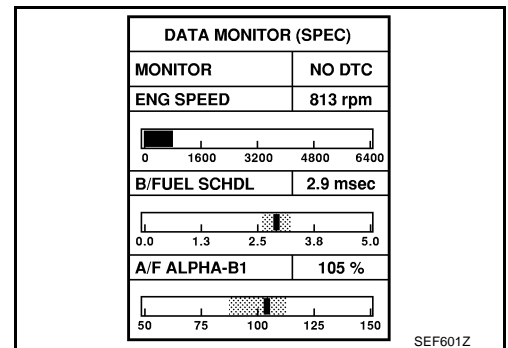 DATA MONITOR (SPEC)
MONITOR NO DTC
ENG SPEED 813 rpm
0 1600 3200 4800 6400
B/FUEL SCHDL 2.9 msec
0.0 1.3 2.5 3.8 5.0
A/F ALPHA-B1 105 %
50 75 100 125 150
SEF601Z